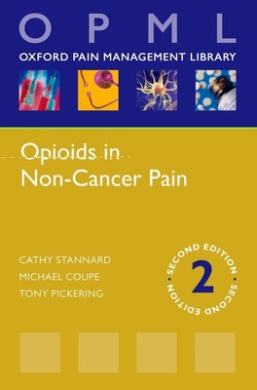 OPML
OXFORD PAIN MANAGEMENT LIBRARY
Opioids in
Non-Cancer Pain
CATHY STANNARD
MICHAEL COUPE
TONY PICKERING
SECOND EDITION • SECOND EDITION •
2